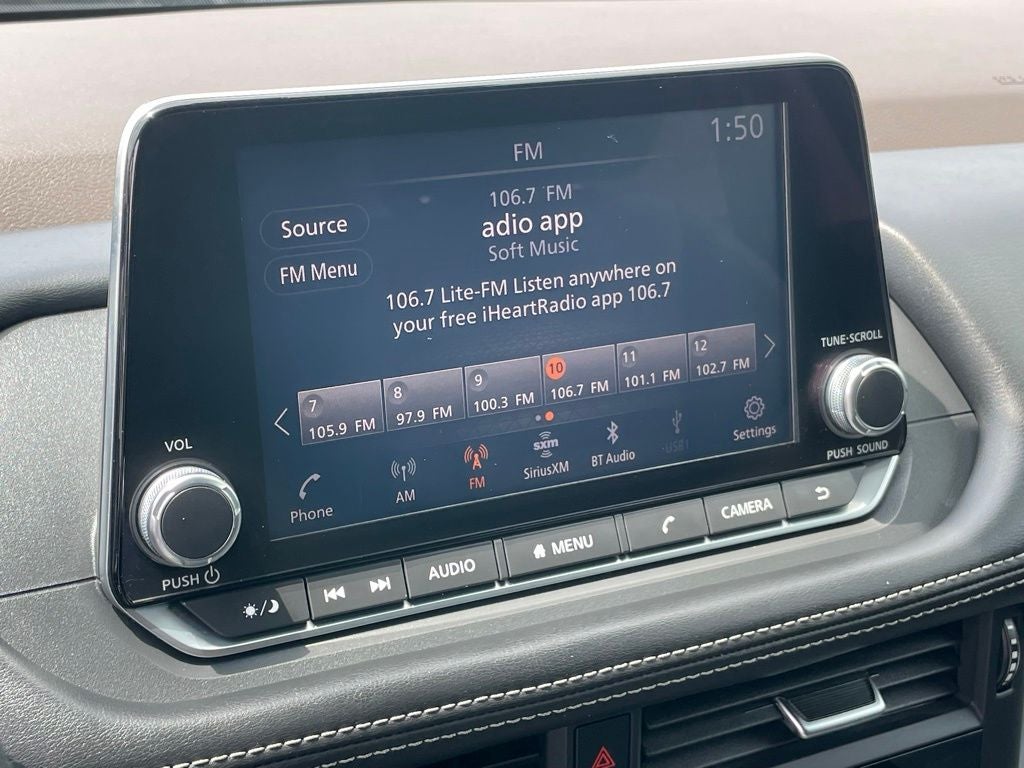 1:50
FM
106.7 FM
adio app
Soft Music
Source
FM Menu
106.7 Lite-FM Listen anywhere on
your free iHeartRadio app 106.7
7 8 9 10 11 12
105.9 FM 97.9 FM 100.3 FM 106.7 FM 101.1 FM 102.7 FM
Phone AM FM sxm SiriusXM BT Audio USB1 Settings
VOL
PUSH
TUNE·SCROLL
PUSH SOUND
AUDIO MENU CAMERA